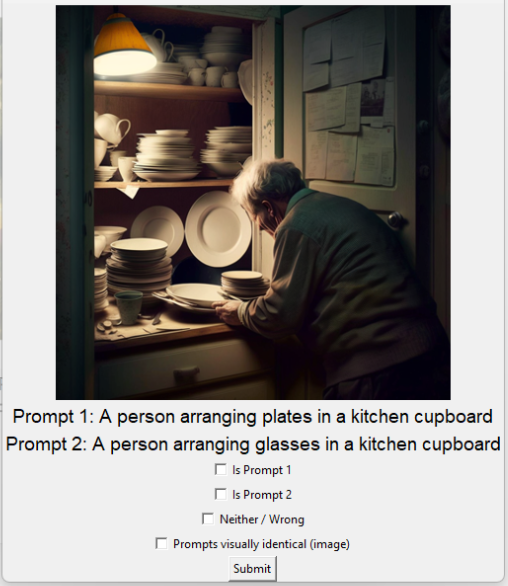 Prompt 1: A person arranging plates in a kitchen cupboard
Prompt 2: A person arranging glasses in a kitchen cupboard
Is Prompt 1
Is Prompt 2
Neither / Wrong
Prompts visually identical (image)
Submit